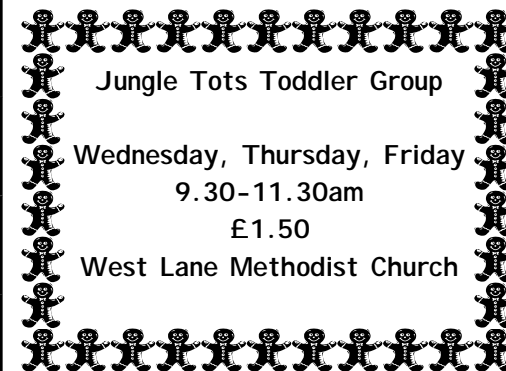 Jungle Tots Toddler Group
Wednesday, Thursday, Friday
9.30-11.30am
£1.50
West Lane Methodist Church